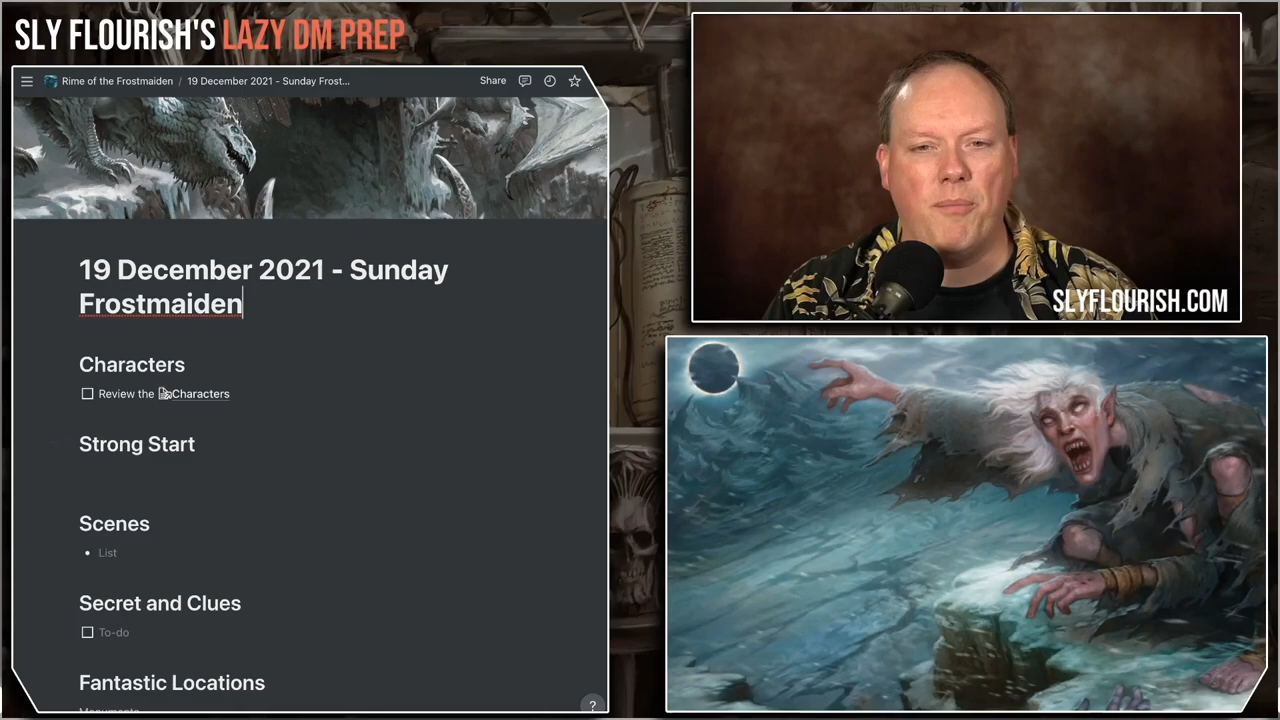 SLY FLOURISH'S LAZY DM PREP
Rime of the Frostmaiden / 19 December 2021 - Sunday Frost...
Share
19 December 2021 - Sunday
Frostmaiden
Characters
Review the Characters
Strong Start
Scenes
List
Secret and Clues
To-do
Fantastic Locations
?
SLYFLOURISH.COM